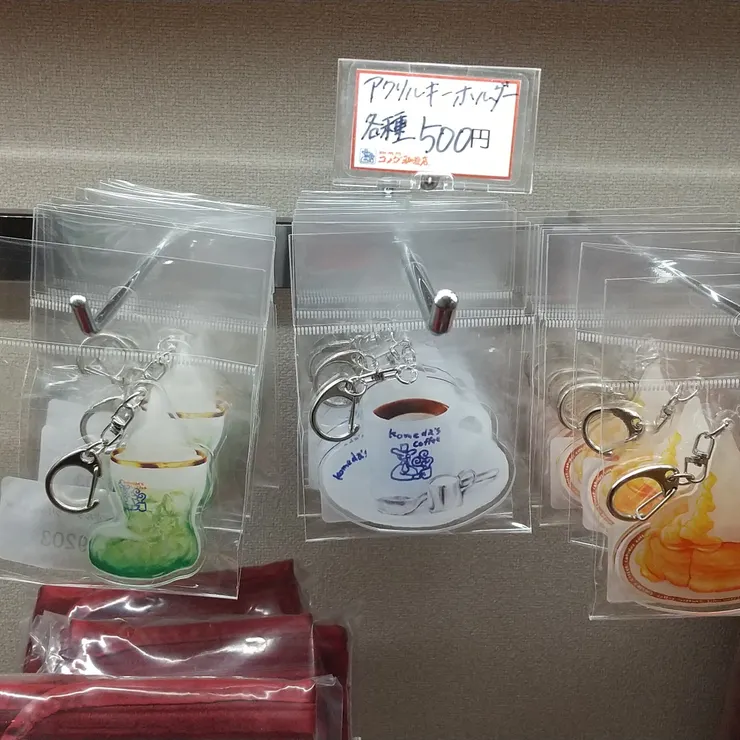 アクリルキーホルダー
各種 500円
コメダ珈琲店
Komeda's
Coffee
Komeda's